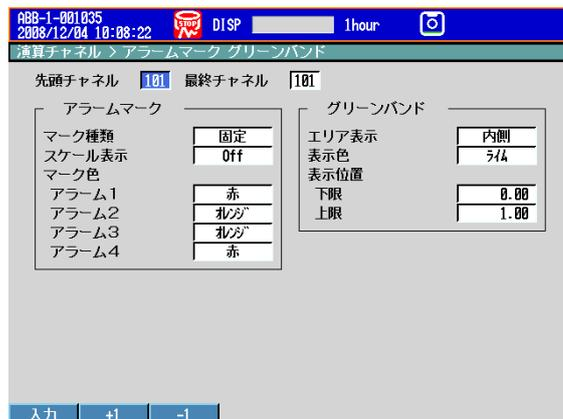 ABB-1-001035
2008/12/04 10:08:22 STOP DISP 1hour
演算チャネル > アラームマーク グリーンバンド
先頭チャネル 101 最終チャネル 101
アラームマーク
マーク種類 固定
スケール表示 Off
マーク色
アラーム1 赤
アラーム2 ｵﾚﾝｼﾞ
アラーム3 ｵﾚﾝｼﾞ
アラーム4 赤
グリーンバンド
エリア表示 内側
表示色 ﾗｲﾑ
表示位置
下限 0.00
上限 1.00
入力 +1 -1